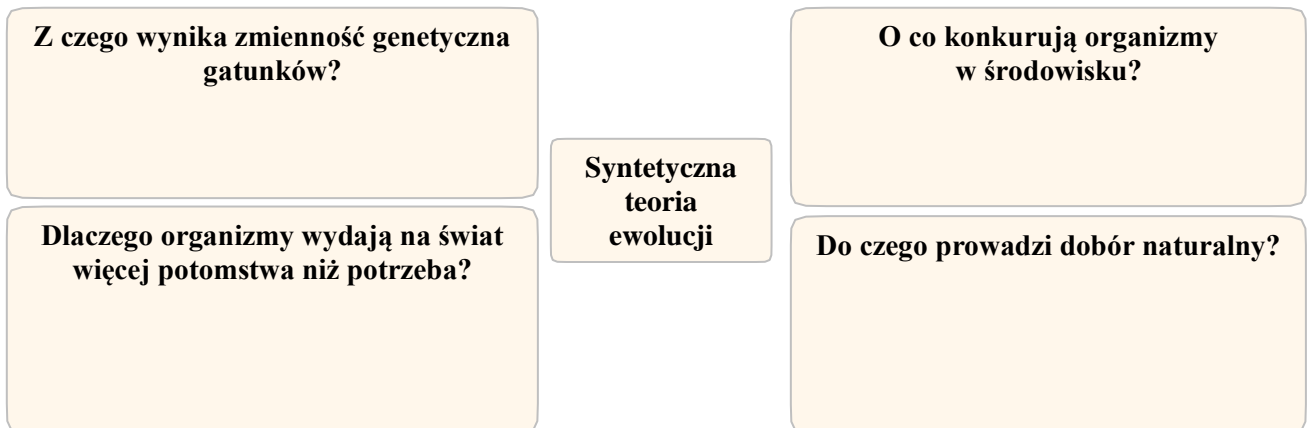 Z czego wynika zmienność genetyczna
gatunków?
Dlaczego organizmy wydają na świat
więcej potomstwa niż potrzeba?
Syntetyczna
teoria
ewolucji
O co konkurują organizmy
w środowisku?
Do czego prowadzi dobór naturalny?